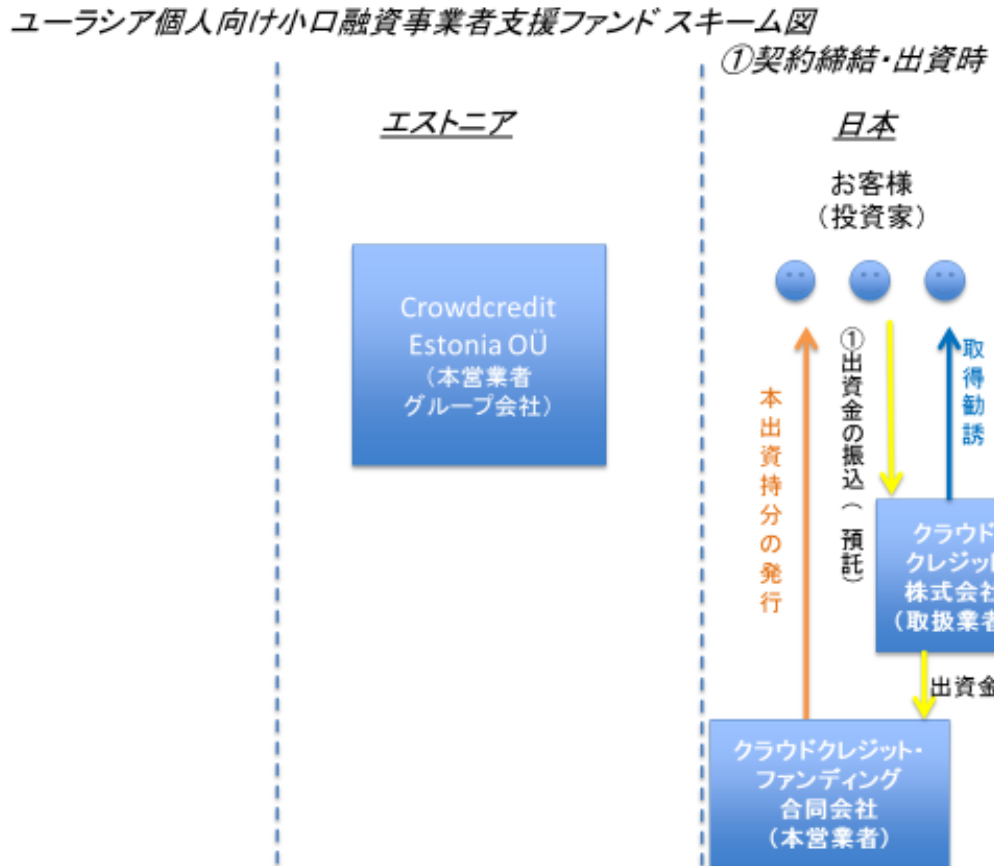 ユーラシア個人向け小口融資事業者支援ファンド スキーム図
①契約締結・出資時
エストニア
日本
お客様
（投資家）
Crowdcredit
Estonia OÜ
（本営業者
グループ会社）
本出資持分の発行
①出資金の振込（預託）
取得勧誘
クラウド
クレジット
株式会社
（取扱業者
出資金
クラウドクレジット・
ファンディング
合同会社
（本営業者）